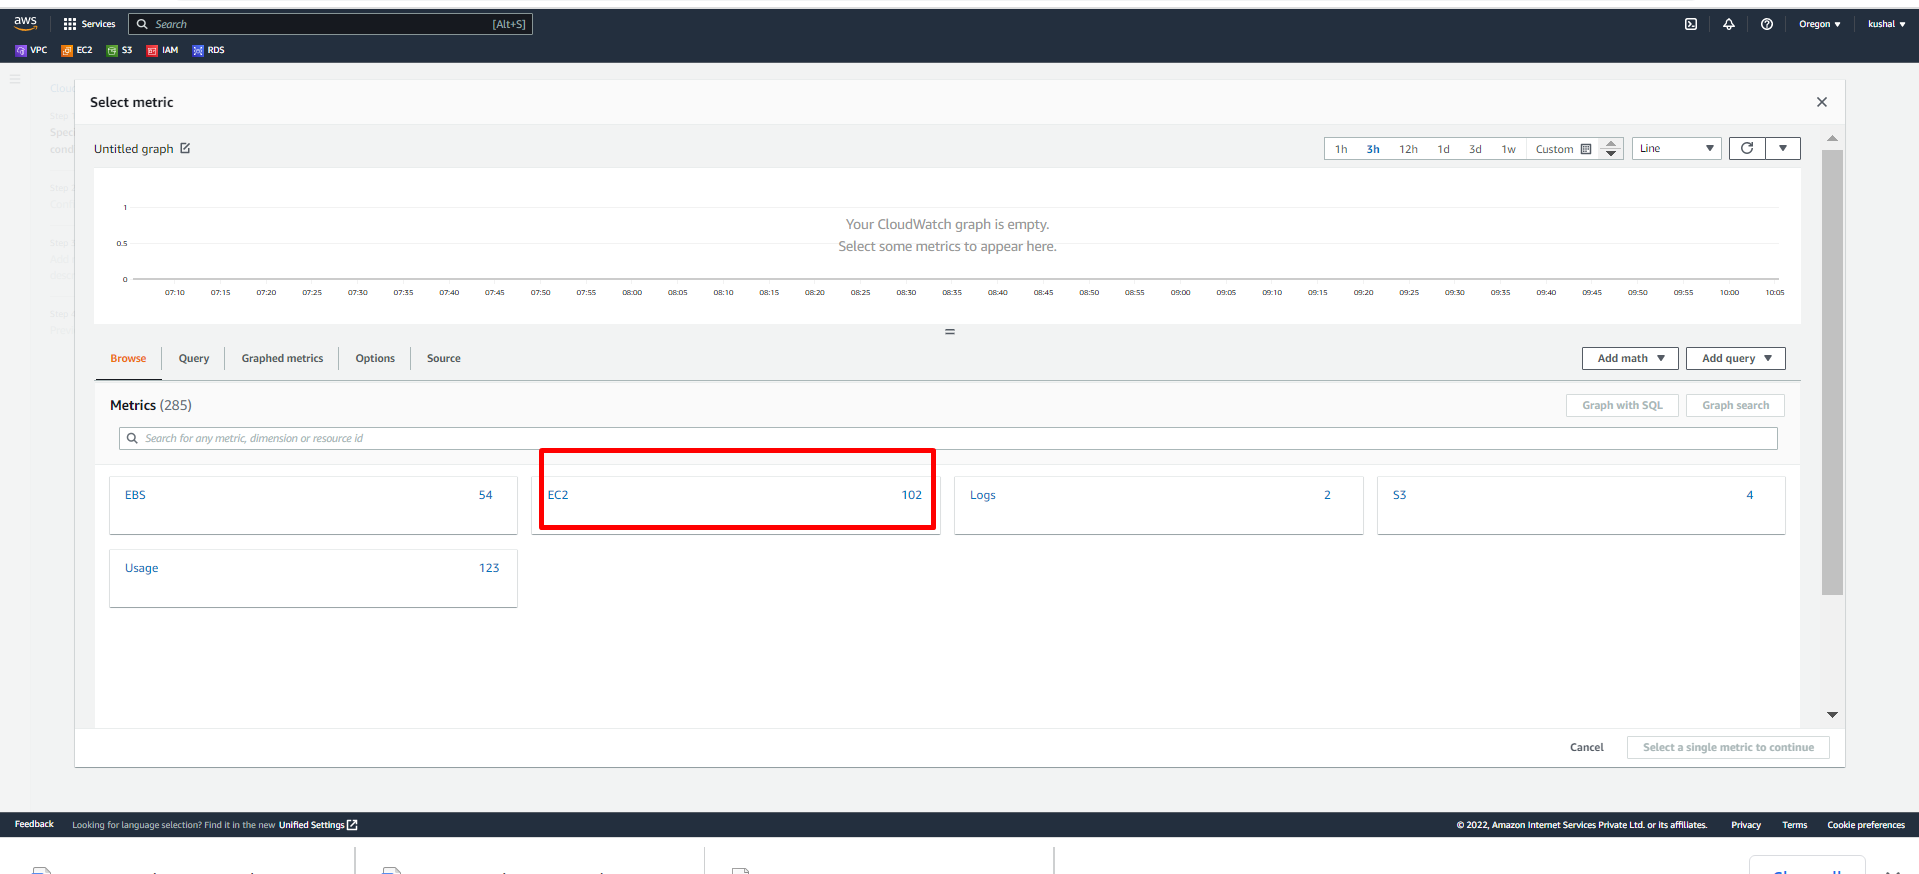 aws Services Search [Alt+S] Oregon ▼ kushal ▼
VPC EC2 S3 IAM RDS
Select metric
Untitled graph 1h 3h 12h 1d 3d 1w Custom Line
1
Your CloudWatch graph is empty.
0.5
Select some metrics to appear here.
0
07:10 07:15 07:20 07:25 07:30 07:35 07:40 07:45 07:50 07:55 08:00 08:05 08:10 08:15 08:20 08:25 08:30 08:35 08:40 08:45 08:50 08:55 09:00 09:05 09:10 09:15 09:20 09:25 09:30 09:35 09:40 09:45 09:50 09:55 10:00 10:05
Browse Query Graphed metrics Options Source Add math Add query
Metrics (285) Graph with SQL Graph search
Search for any metric, dimension or resource id
EBS 54 EC2 102 Logs 2 S3 4
Usage 123
Cancel Select a single metric to continue
Feedback Looking for language selection? Find it in the new Unified Settings © 2022, Amazon Internet Services Private Ltd. or its affiliates. Privacy Terms Cookie preferences